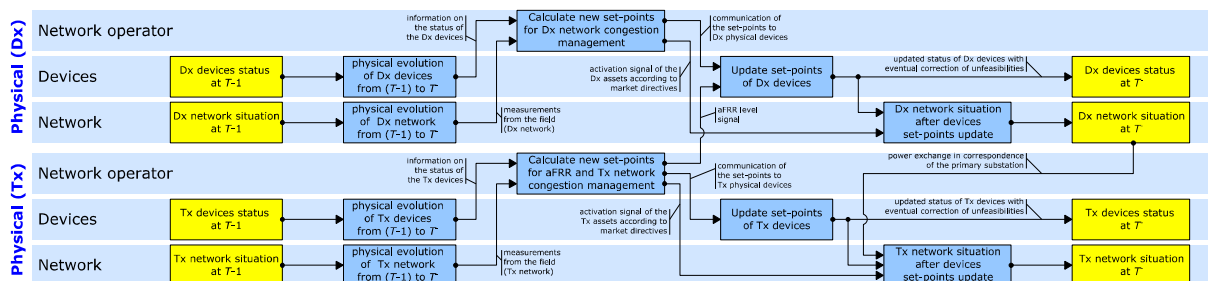 Physical (Dx)
Network operator
information on
the status of
the Dx devices
Calculate new set-points
for Dx network congestion
management
communication of
the set-points to
Dx physical devices
Devices
Dx devices status
at T-1
physical evolution
of Dx devices
from (T-1) to T-
activation signal of the
Dx assets according to
market directives
Update set-points
of Dx devices
updated status of Dx devices with
eventual correction of unfeasibilities
Dx devices status
at T-
Network
Dx network situation
at T-1
physical evolution
of Dx network
from (T-1) to T-
measurements
from the field
(Dx network)
aFRR level
signal
Dx network situation
after devices
set-points update
Dx network situation
at T-
Physical (Tx)
Network operator
information on
the status of
the Tx devices
Calculate new set-points
for aFRR and Tx network
congestion management
communication of
the set-points to
Tx physical devices
power exchange in correspondence
of the primary substation
Devices
Tx devices status
at T-1
physical evolution
of Tx devices
from (T-1) to T-
activation signal of the
Tx assets according to
market directives
Update set-points
of Tx devices
updated status of Tx devices with
eventual correction of unfeasibilities
Tx devices status
at T-
Network
Tx network situation
at T-1
physical evolution
of Tx network
from (T-1) to T-
measurements
from the field
(Tx network)
Tx network situation
after devices
set-points update
Tx network situation
at T-